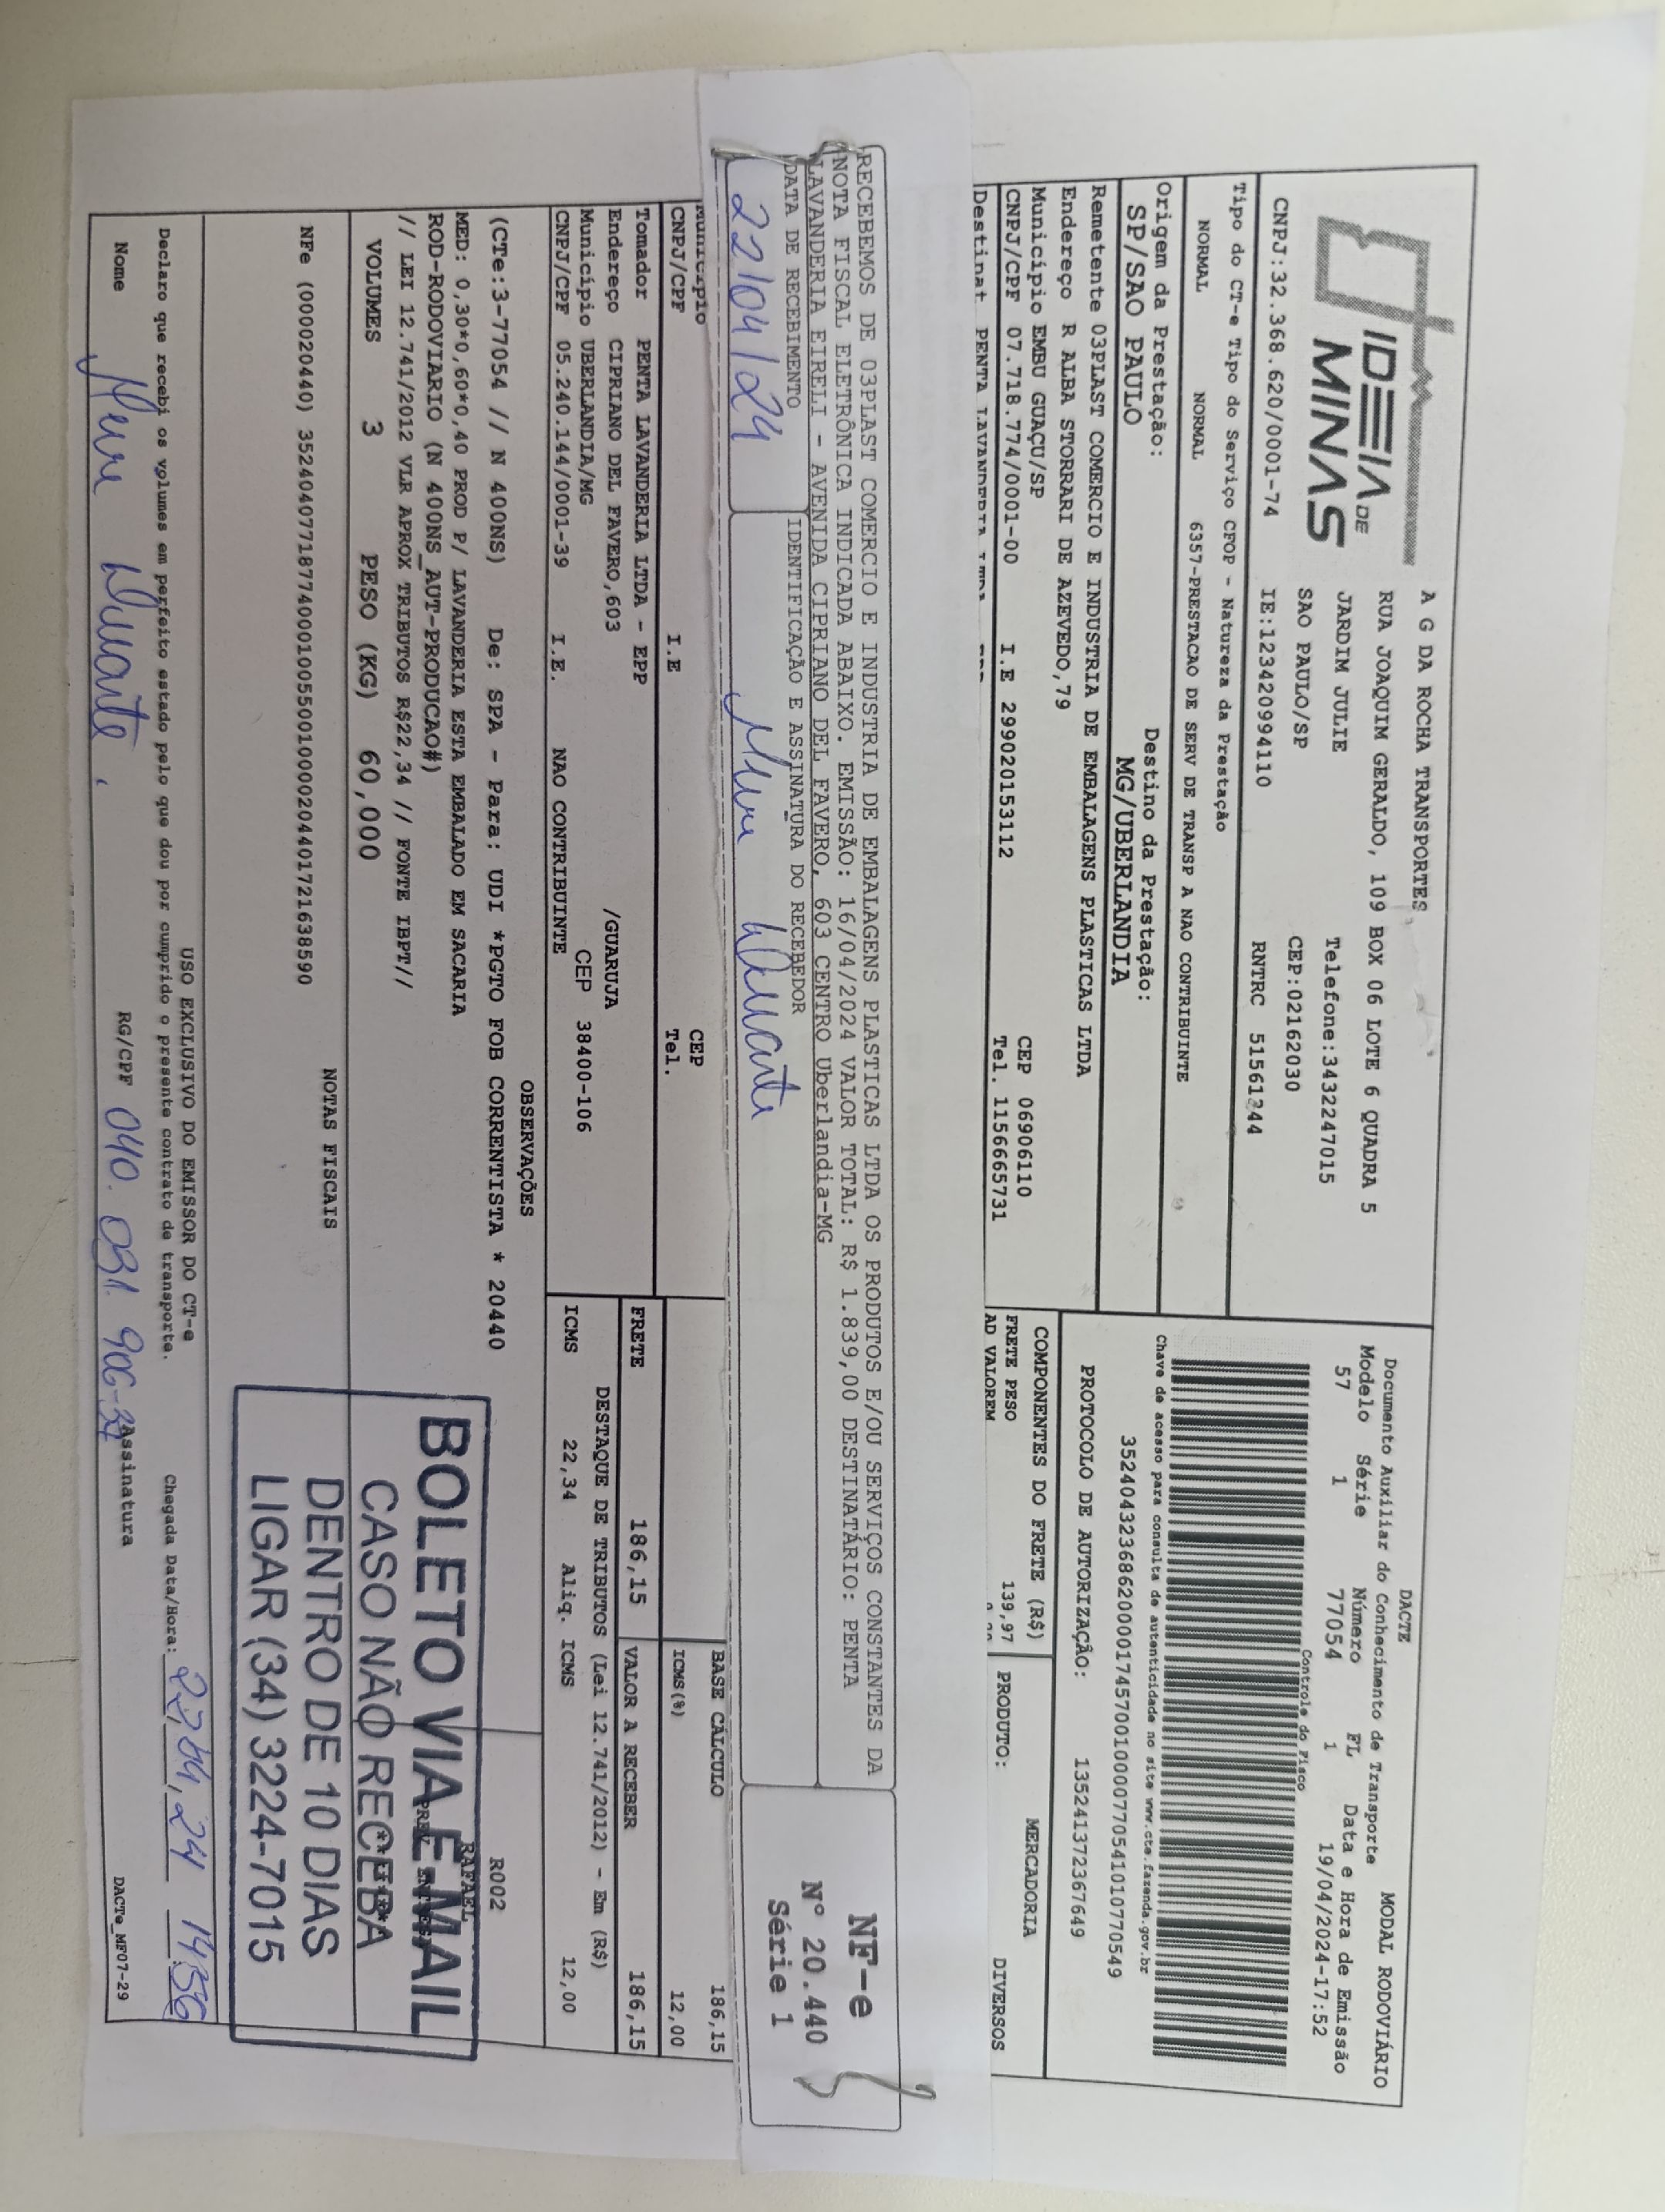 IDEIA DE
MINAS
A G DA ROCHA TRANSPORTES
RUA JOAQUIM GERALDO, 109 BOX 06 LOTE 6 QUADRA 5
JARDIM JULIE Telefone:3432247015
SAO PAULO/SP CEP:02162030
CNPJ:32.368.620/0001-74 IE:123420994110 RNTRC 51561244
Tipo do CT-e Tipo do Serviço CFOP - Natureza da Prestação
NORMAL NORMAL 6357-PRESTACAO DE SERV DE TRANSP A NAO CONTRIBUINTE
Origem da Prestação: Destino da Prestação:
SP/SAO PAULO MG/UBERLANDIA
Remetente 03PLAST COMERCIO E INDUSTRIA DE EMBALAGENS PLASTICAS LTDA
Endereço R ALBA STORRARI DE AZEVEDO,79
Município EMBU GUAÇU/SP CEP 06906110
CNPJ/CPF 07.718.774/0001-00 I.E 299020153112 Tel. 1156665731
Destinat PENTA LAVANDERIA LTDA
DACTE MODAL RODOVIÁRIO
Documento Auxiliar do Conhecimento de Transporte
Modelo Série Número FL Data e Hora de Emissão
57 1 77054 1 19/04/2024-17:52
Controle do Fisco
Chave de acesso para consulta de autenticidade no site www.cte.fazenda.gov.br
35240432368620000174570010000770541010770549
PROTOCOLO DE AUTORIZAÇÃO: 135241372367649
COMPONENTES DO FRETE (R$) MERCADORIA
FRETE PESO 139,97 PRODUTO: DIVERSOS
AD VALOREM
RECEBEMOS DE 03PLAST COMERCIO E INDUSTRIA DE EMBALAGENS PLASTICAS LTDA OS PRODUTOS E/OU SERVIÇOS CONSTANTES DA
NOTA FISCAL ELETRÔNICA INDICADA ABAIXO. EMISSÃO: 16/04/2024 VALOR TOTAL: R$ 1.839,00 DESTINATÁRIO: PENTA
LAVANDERIA EIRELI - AVENIDA CIPRIANO DEL FAVERO, 603 CENTRO Uberlandia-MG
DATA DE RECEBIMENTO IDENTIFICAÇÃO E ASSINATURA DO RECEBEDOR
22/04/24
NF-e
Nº 20.440
Série 1
Município CEP
CNPJ/CPF I.E Tel.
Tomador PENTA LAVANDERIA LTDA - EPP
Endereço CIPRIANO DEL FAVERO,603 /GUARUJA
Município UBERLANDIA/MG CEP 38400-106
CNPJ/CPF 05.240.144/0001-39 I.E. NAO CONTRIBUINTE
BASE CÁLCULO 186,15
ICMS(%) 12,00
FRETE 186,15 VALOR A RECEBER 186,15
DESTAQUE DE TRIBUTOS (Lei 12.741/2012) - Em (R$)
ICMS 22,34 Aliq. ICMS 12,00
OBSERVAÇÕES
(CTe:3-77054 // N 400NS) De: SPA - Para: UDI *PGTO FOB CORRENTISTA * 20440
MED: 0,30*0,60*0,40 PROD P/ LAVANDERIA ESTA EMBALADO EM SACARIA
ROD-RODOVIARIO (N 400NS_AUT-PRODUCAO#)
// LEI 12.741/2012 VLR APROX TRIBUTOS R$22,34 // FONTE IBPT//
R002
RAFAEL
VOLUMES 3 PESO (KG) 60,000
NOTAS FISCAIS
NFe (000020440) 35240407718774000100550010000204401721638590
BOLETO VIA E-MAIL
CASO NÃO RECEBA
DENTRO DE 10 DIAS
LIGAR (34) 3224-7015
USO EXCLUSIVO DO EMISSOR DO CT-e
Declaro que recebi os volumes em perfeito estado pelo que dou por cumprido o presente contrato de transporte. Chegada Data/Hora: 22,04,24 14:56
Nome RG/CPF 040.031.906-37 Assinatura DACTe_MF07-29